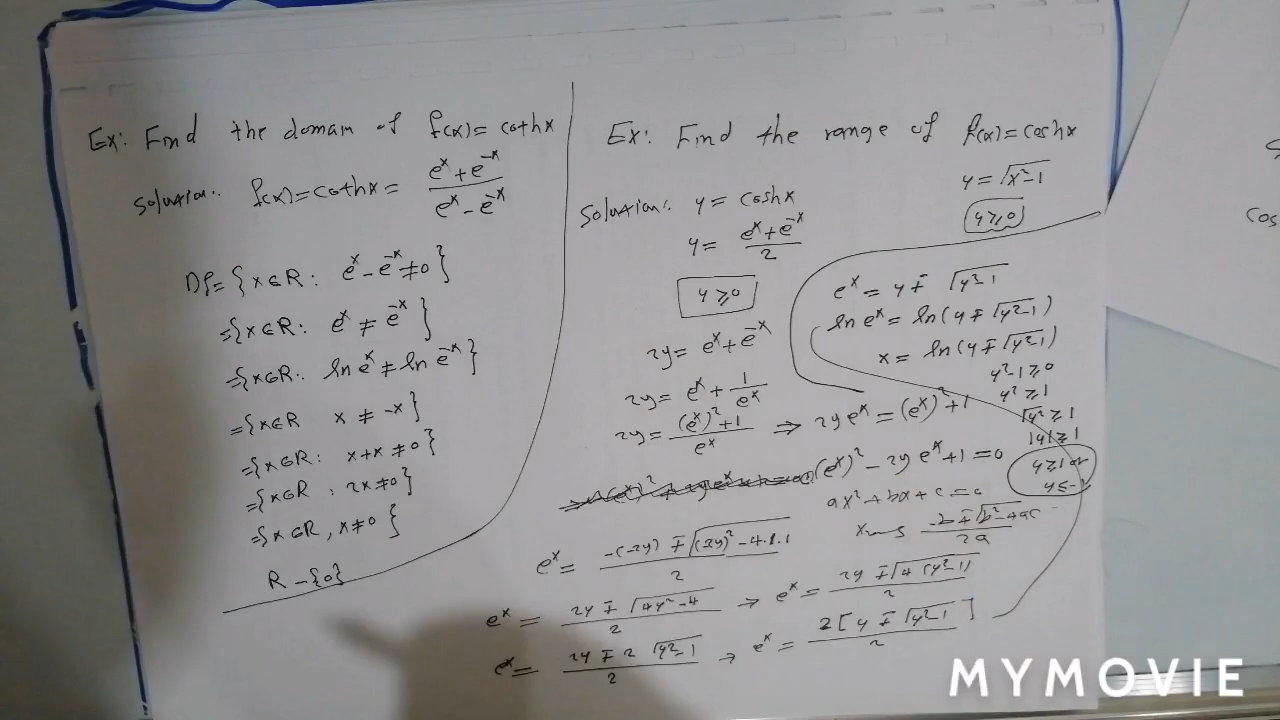 Ex: Find the domain of f(x)= cothx
Solution: f(x)=cothx= e^x+e^-x / e^x-e^-x
Df={x∈R: e^x-e^-x≠0}
={x∈R: e^x ≠ e^-x}
={x∈R: ln e^x ≠ ln e^-x}
={x∈R x ≠ -x}
={x∈R: x+x ≠0}
={x∈R : 2x≠0}
={x∈R, x≠0}
R-{0}
Ex: Find the range of f(x)=coshx
Solution: y = coshx
y = e^x+e^-x / 2
y≥0
2y= e^x+e^-x
2y= e^x + 1/e^x
2y= (e^x)²+1 / e^x ⇒ 2ye^x=(e^x)²+1
(e^x)²-2ye^x+1=0
ax²+bx+c=0
-b∓√b²-4ac / 2a
e^x= -(-2y)∓√(2y)²-4.1.1 / 2
e^x= 2y∓√4y²-4 / 2 → e^x= 2y∓√4(y²-1) / 2
e^x= 2y∓2√y²-1 / 2 → e^x= 2[y∓√y²-1] / 2
y=√x²-1
y≥0
e^x=y∓√y²-1
ln e^x=ln(y∓√y²-1)
x= ln(y∓√y²-1)
y²-1≥0
y²≥1
√y²≥1
|y|≥1
y≥1 or
y≤-1
cos
MYMOVIE